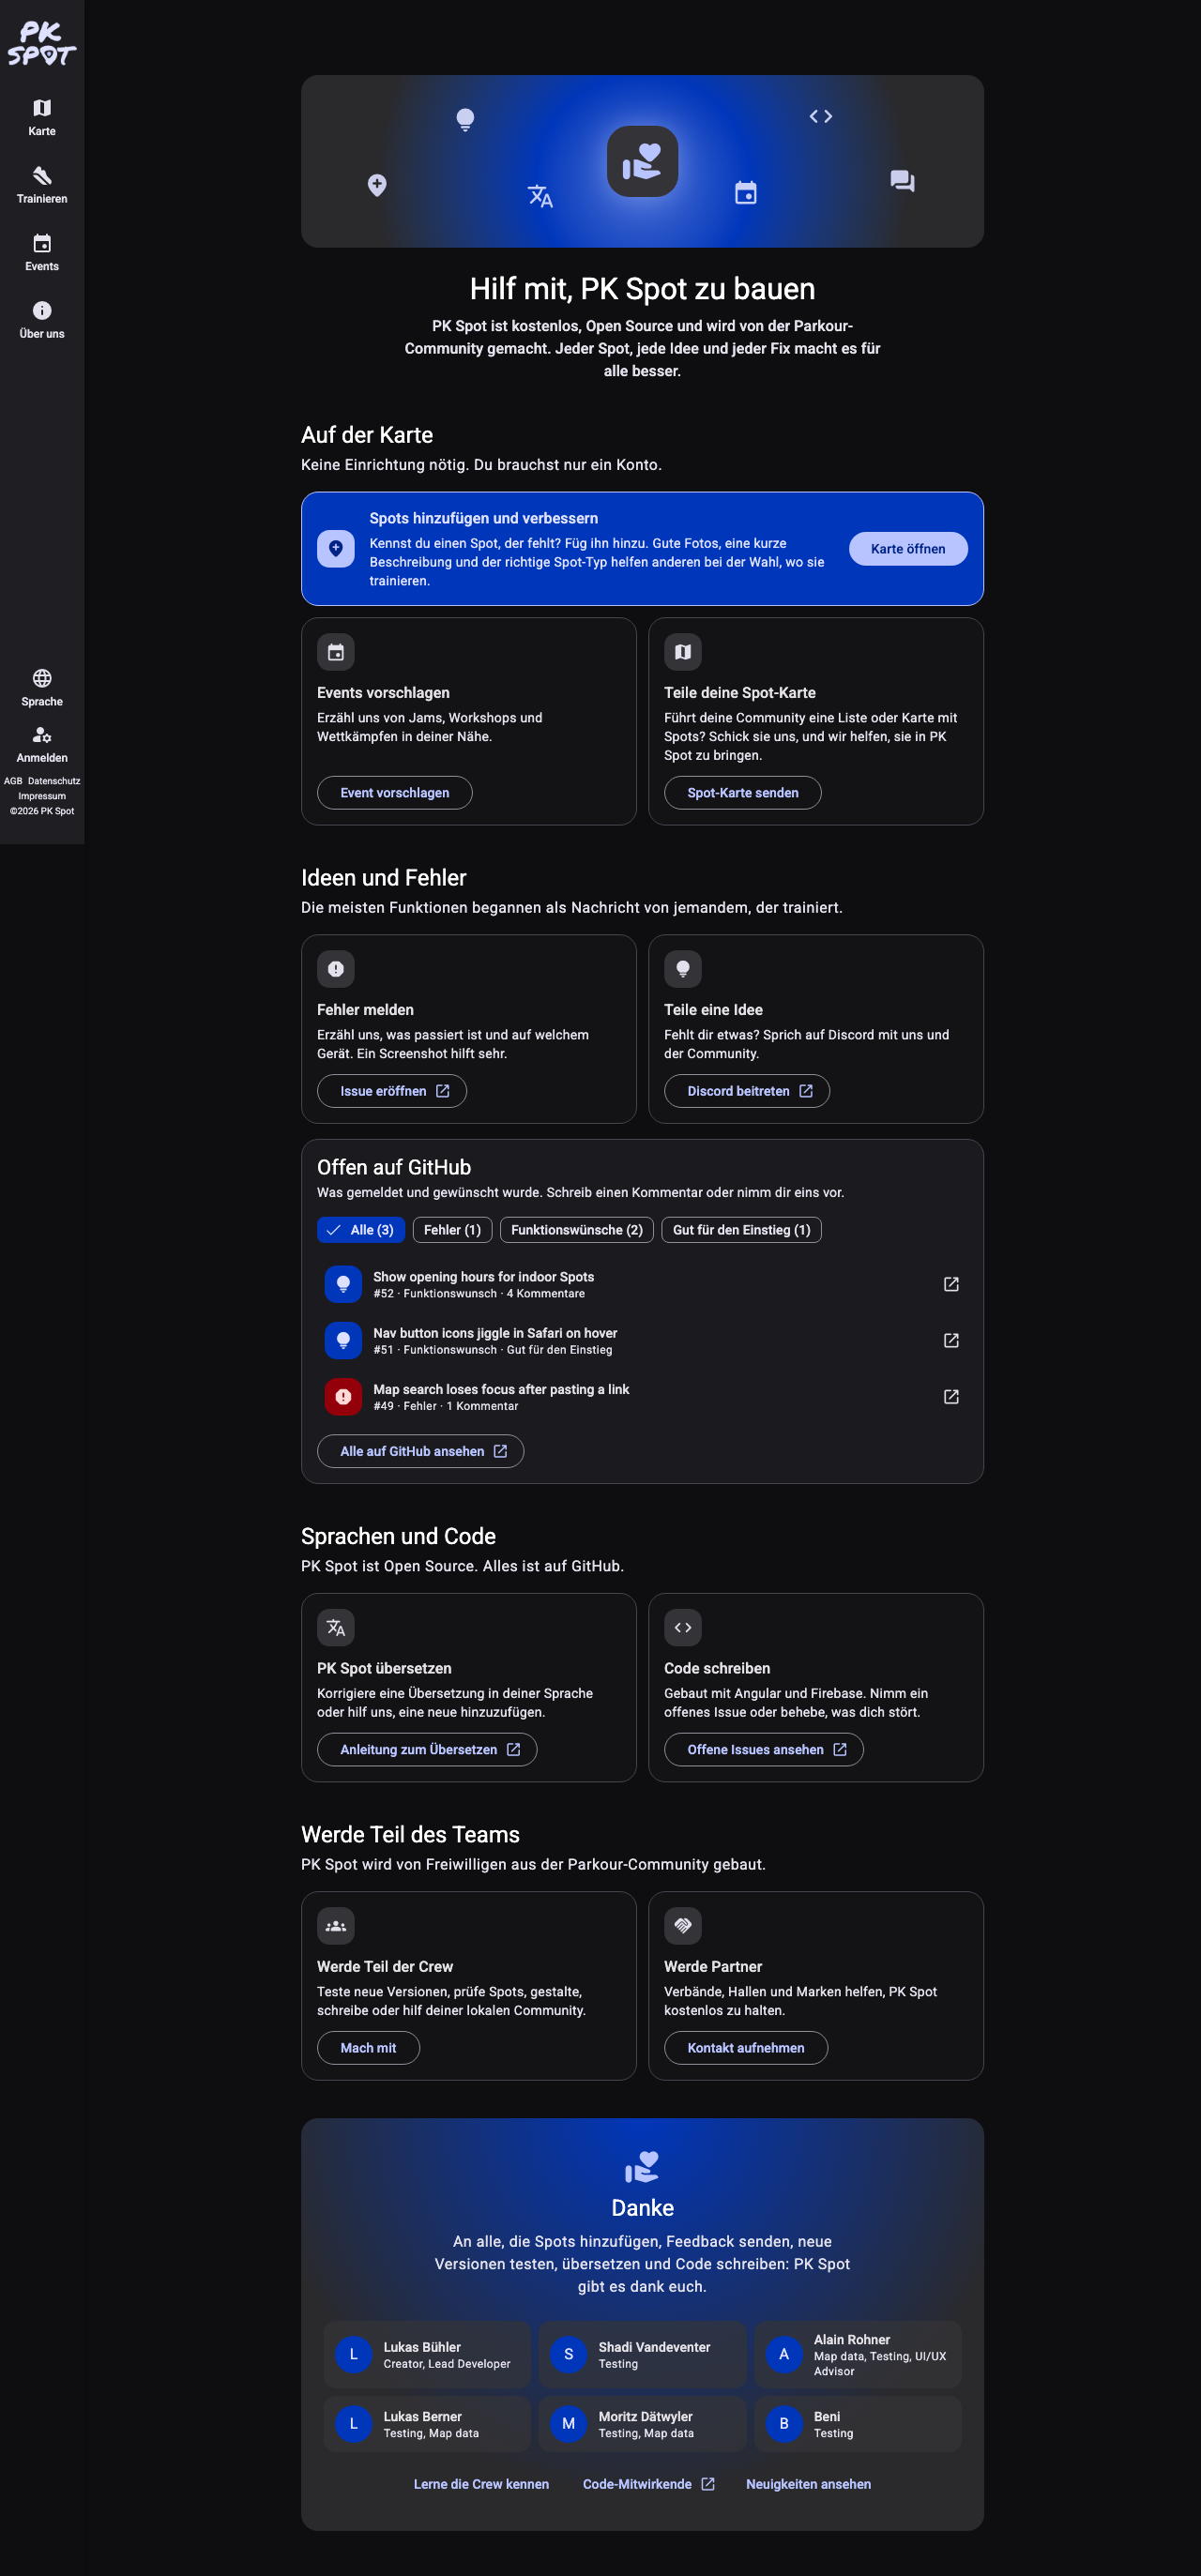 PK
SPOT
Karte
Trainieren
Events
Über uns
Sprache
Anmelden
AGB Datenschutz
Impressum
©2026 PK Spot
Hilf mit, PK Spot zu bauen
PK Spot ist kostenlos, Open Source und wird von der Parkour-
Community gemacht. Jeder Spot, jede Idee und jeder Fix macht es für
alle besser.
Auf der Karte
Keine Einrichtung nötig. Du brauchst nur ein Konto.
Spots hinzufügen und verbessern
Kennst du einen Spot, der fehlt? Füg ihn hinzu. Gute Fotos, eine kurze
Beschreibung und der richtige Spot-Typ helfen anderen bei der Wahl, wo sie
trainieren.
Karte öffnen
Events vorschlagen
Erzähl uns von Jams, Workshops und
Wettkämpfen in deiner Nähe.
Event vorschlagen
Teile deine Spot-Karte
Führt deine Community eine Liste oder Karte mit
Spots? Schick sie uns, und wir helfen, sie in PK
Spot zu bringen.
Spot-Karte senden
Ideen und Fehler
Die meisten Funktionen begannen als Nachricht von jemandem, der trainiert.
Fehler melden
Erzähl uns, was passiert ist und auf welchem
Gerät. Ein Screenshot hilft sehr.
Issue eröffnen
Teile eine Idee
Fehlt dir etwas? Sprich auf Discord mit uns und
der Community.
Discord beitreten
Offen auf GitHub
Was gemeldet und gewünscht wurde. Schreib einen Kommentar oder nimm dir eins vor.
Alle (3)
Fehler (1)
Funktionswünsche (2)
Gut für den Einstieg (1)
Show opening hours for indoor Spots
#52 · Funktionswunsch · 4 Kommentare
Nav button icons jiggle in Safari on hover
#51 · Funktionswunsch · Gut für den Einstieg
Map search loses focus after pasting a link
#49 · Fehler · 1 Kommentar
Alle auf GitHub ansehen
Sprachen und Code
PK Spot ist Open Source. Alles ist auf GitHub.
PK Spot übersetzen
Korrigiere eine Übersetzung in deiner Sprache
oder hilf uns, eine neue hinzuzufügen.
Anleitung zum Übersetzen
Code schreiben
Gebaut mit Angular und Firebase. Nimm ein
offenes Issue oder behebe, was dich stört.
Offene Issues ansehen
Werde Teil des Teams
PK Spot wird von Freiwilligen aus der Parkour-Community gebaut.
Werde Teil der Crew
Teste neue Versionen, prüfe Spots, gestalte,
schreibe oder hilf deiner lokalen Community.
Mach mit
Werde Partner
Verbände, Hallen und Marken helfen, PK Spot
kostenlos zu halten.
Kontakt aufnehmen
Danke
An alle, die Spots hinzufügen, Feedback senden, neue
Versionen testen, übersetzen und Code schreiben: PK Spot
gibt es dank euch.
L
Lukas Bühler
Creator, Lead Developer
S
Shadi Vandeventer
Testing
A
Alain Rohner
Map data, Testing, UI/UX
Advisor
L
Lukas Berner
Testing, Map data
M
Moritz Dätwyler
Testing, Map data
B
Beni
Testing
Lerne die Crew kennen
Code-Mitwirkende
Neuigkeiten ansehen